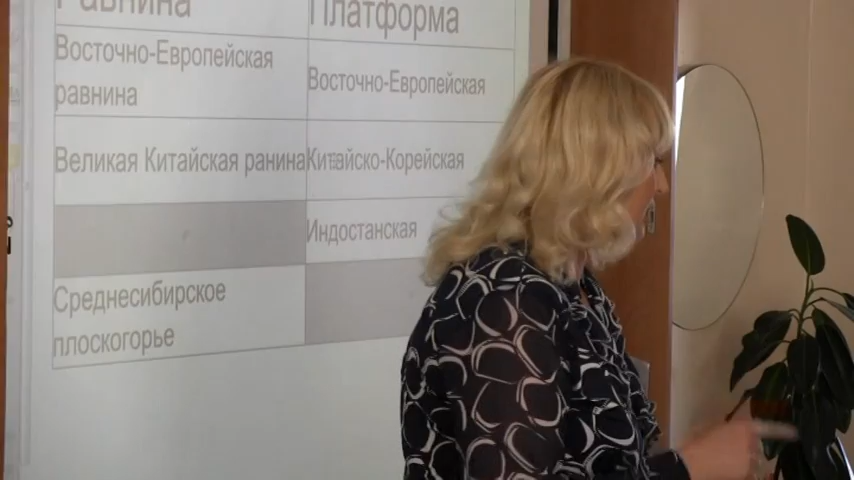 Равнина
Платформа
Восточно-Европейская
равнина
Восточно-Европейская
Великая Китайская ранина
Китайско-Корейская
Индостанская
Среднесибирское
плоскогорье